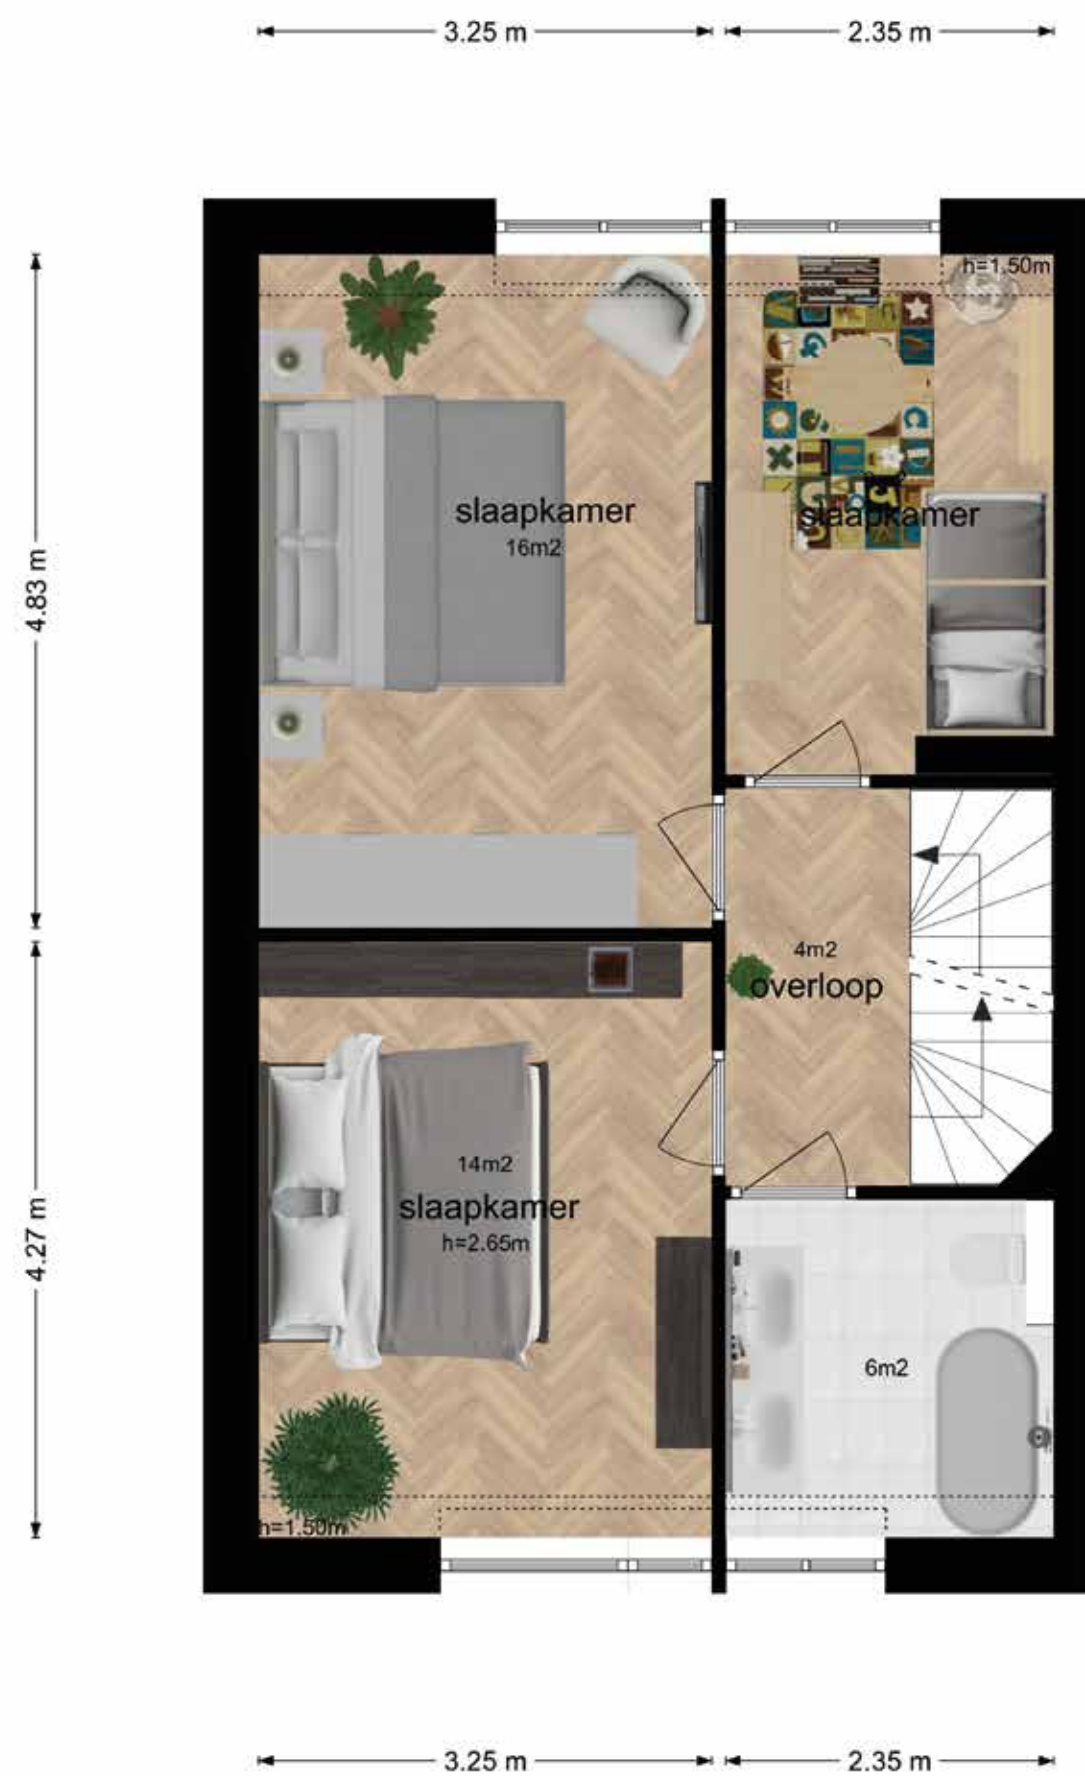 3.25 m
2.35 m
h=1.50m
4.83 m
slaapkamer
16m2
slaapkamer
4m2
overloop
4.27 m
14m2
slaapkamer
h=2.65m
6m2
h=1.50m
3.25 m
2.35 m